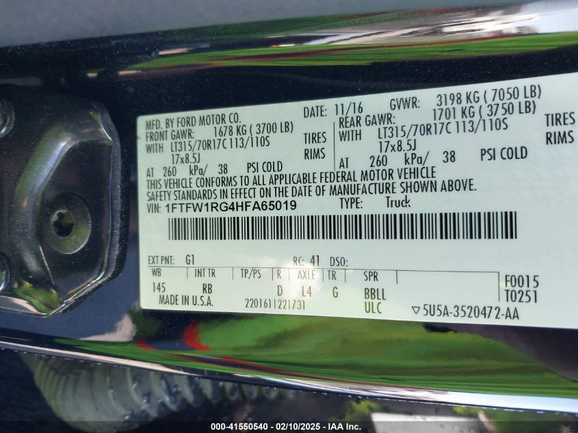 MFD. BY FORD MOTOR CO. DATE: 11/16 GVWR: 3198 KG ( 7050 LB)
FRONT GAWR: 1678 KG ( 3700 LB) REAR GAWR: 1701 KG ( 3750 LB)
WITH LT315/70R17C 113/110S TIRES WITH LT315/70R17C 113/110S TIRES
17x8.5J RIMS 17x8.5J RIMS
AT 260 kPa/ 38 PSI COLD AT 260 kPa/ 38 PSI COLD
THIS VEHICLE CONFORMS TO ALL APPLICABLE FEDERAL MOTOR VEHICLE
SAFETY STANDARDS IN EFFECT ON THE DATE OF MANUFACTURE SHOWN ABOVE.
VIN: 1FTFW1RG4HFA65019 TYPE: Truck
EXT PNT: G1 RC: 41 DSO:
WB INT TR TP/PS R AXLE TR SPR F0015
145 RB D L4 G BBLL T0251
MADE IN U.S.A. 2201611221731 ULC ▽5U5A-3520472-AA
000-41550540 - 02/10/2025 - IAA Inc.